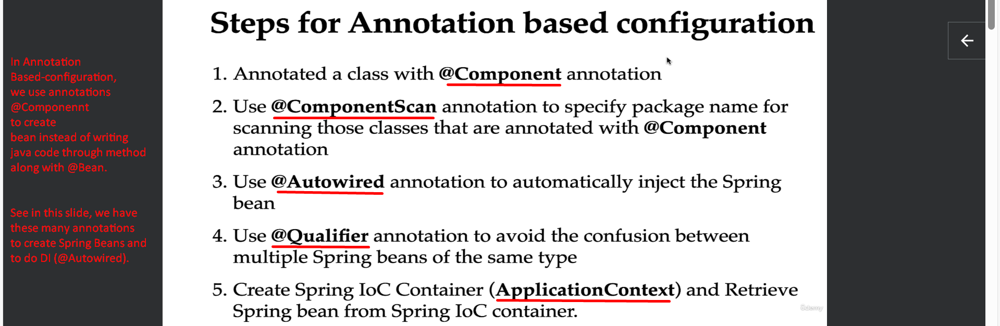 Steps for Annotation based configuration
In Annotation
Based-configuration,
we use annotations
@Componennt
to create
bean instead of writing
java code through method
along with @Bean.
See in this slide, we have
these many annotations
to create Spring Beans and
to do DI (@Autowired).
1. Annotated a class with @Component annotation
2. Use @ComponentScan annotation to specify package name for
scanning those classes that are annotated with @Component
annotation
3. Use @Autowired annotation to automatically inject the Spring
bean
4. Use @Qualifier annotation to avoid the confusion between
multiple Spring beans of the same type
5. Create Spring IoC Container (ApplicationContext) and Retrieve
Spring bean from Spring IoC container.
ûdemy